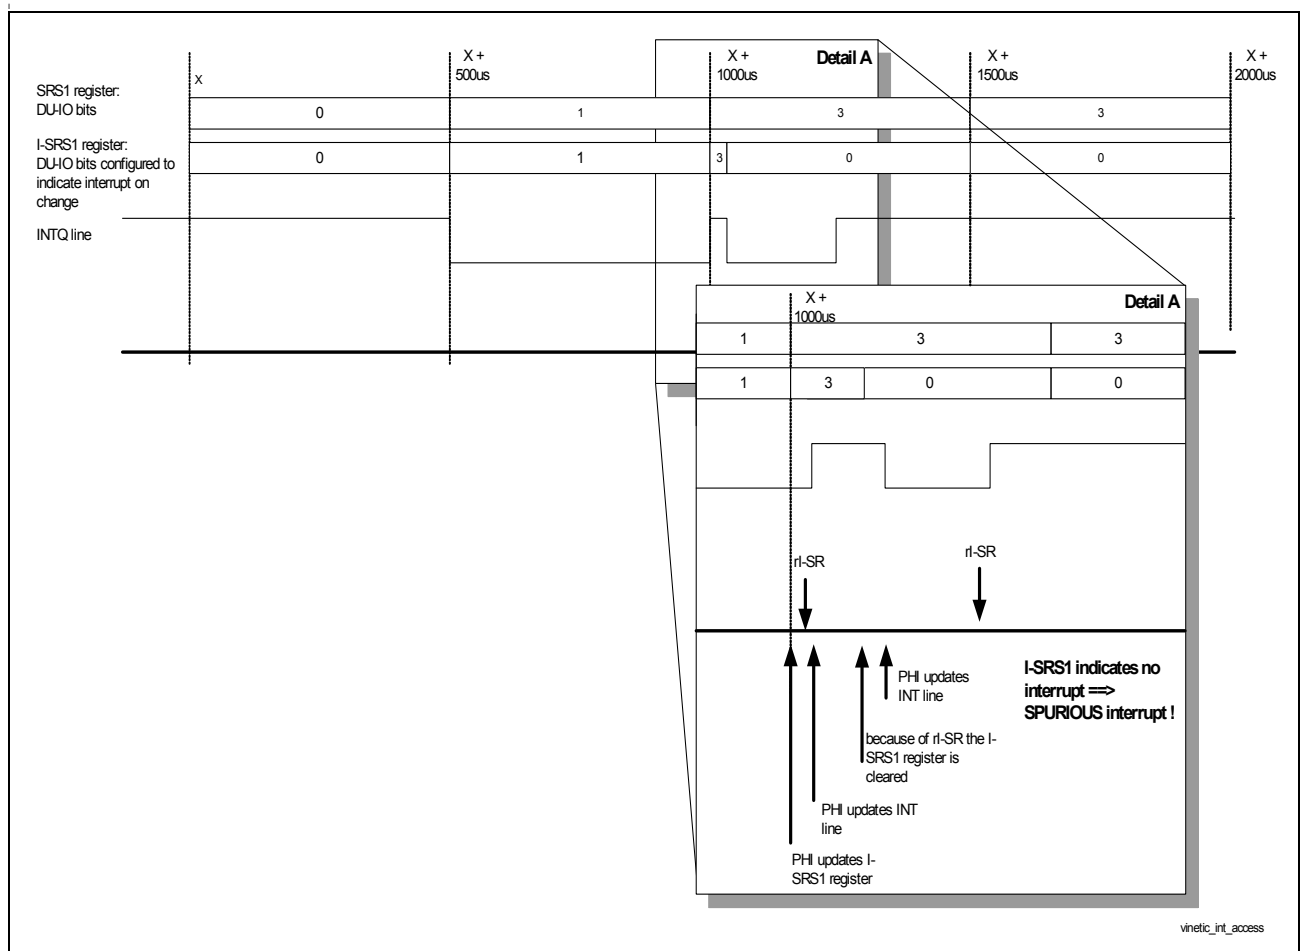 X
X +
500us
X +
1000us
Detail A
X +
1500us
X +
2000us
SRS1 register:
DU-IO bits
0
1
3
3
I-SRS1 register:
DU-IO bits configured to
indicate interrupt on
change
0
1
3
0
0
INTQ line
X +
1000us
Detail A
1
3
3
1
3
0
0
rI-SR
rI-SR
PHI updates
INT line
I-SRS1 indicates no
interrupt ==>
SPURIOUS interrupt !
because of rI-SR the I-
SRS1 register is
cleared
PHI updates INT
line
PHI updates I-
SRS1 register
vinetic_int_access